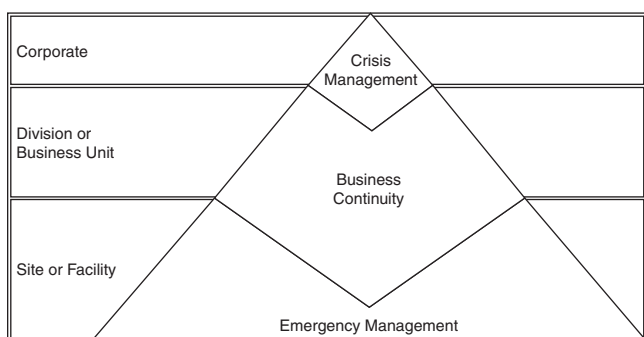 Corporate
Crisis
Management
Division or
Business Unit
Business
Continuity
Site or Facility
Emergency Management